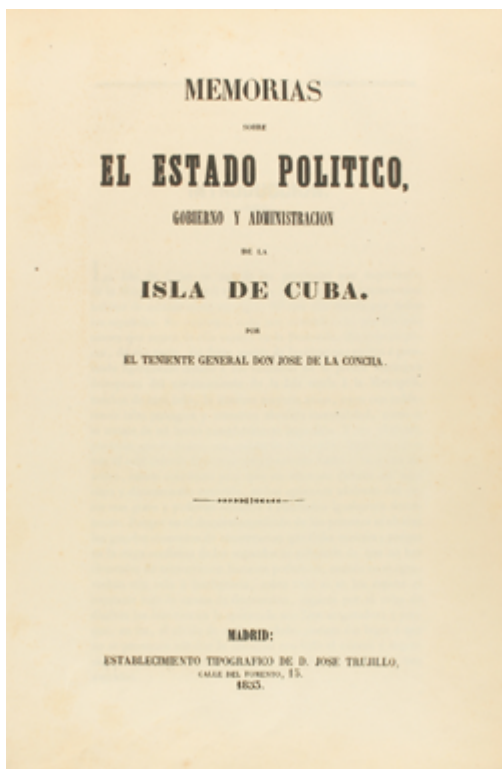 MEMORIAS
SOBRE
EL ESTADO POLITICO,
GOBIERNO Y ADMINISTRACION
DE LA
ISLA DE CUBA.
POR
EL TENIENTE GENERAL DON JOSE DE LA CONCHA.
MADRID:
ESTABLECIMIENTO TIPOGRAFICO DE D. JOSE TRUJILLO,
CALLE DEL FOMENTO, 15.
1853.